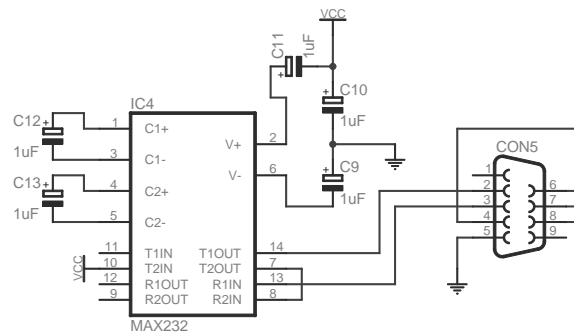 VCC
C11
1uF
IC4
C12
1uF
C10
1uF
1 C1+
V+ 2
3 C1-
C13
1uF
4 C2+
V- 6
C9
1uF
5 C2-
CON5
1
2
3
4
5
6
7
8
9
11 T1IN T1OUT 14
VCC 10 T2IN T2OUT 7
12 R1OUT R1IN 13
9 R2OUT R2IN 8
MAX232